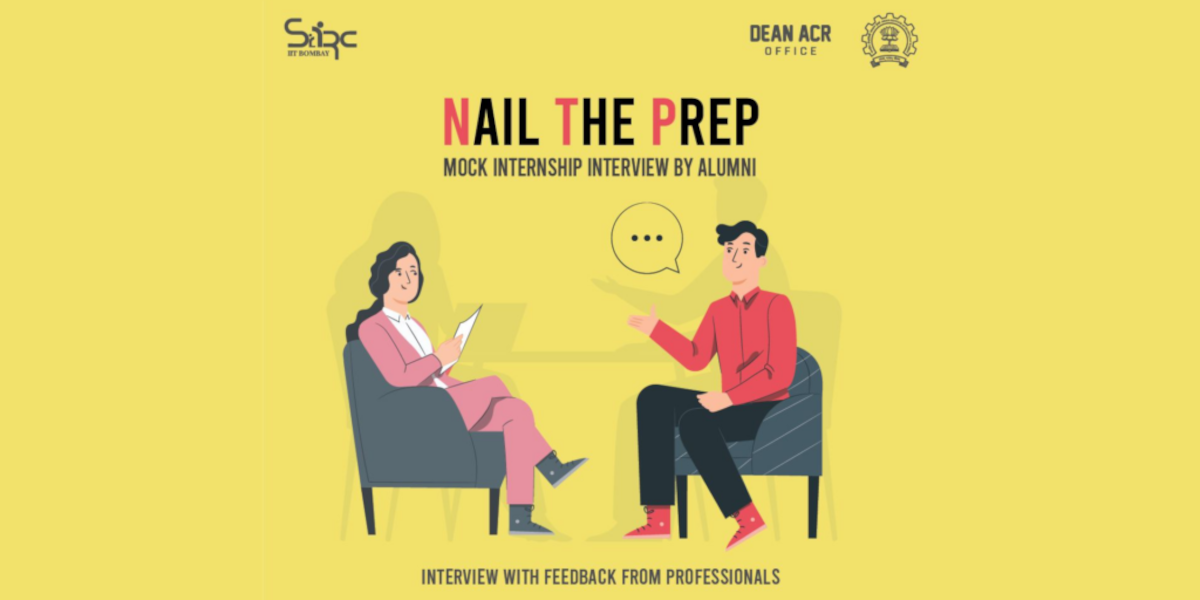 SARC
IIT BOMBAY
DEAN ACR
OFFICE
NAIL THE PREP
MOCK INTERNSHIP INTERVIEW BY ALUMNI
INTERVIEW WITH FEEDBACK FROM PROFESSIONALS